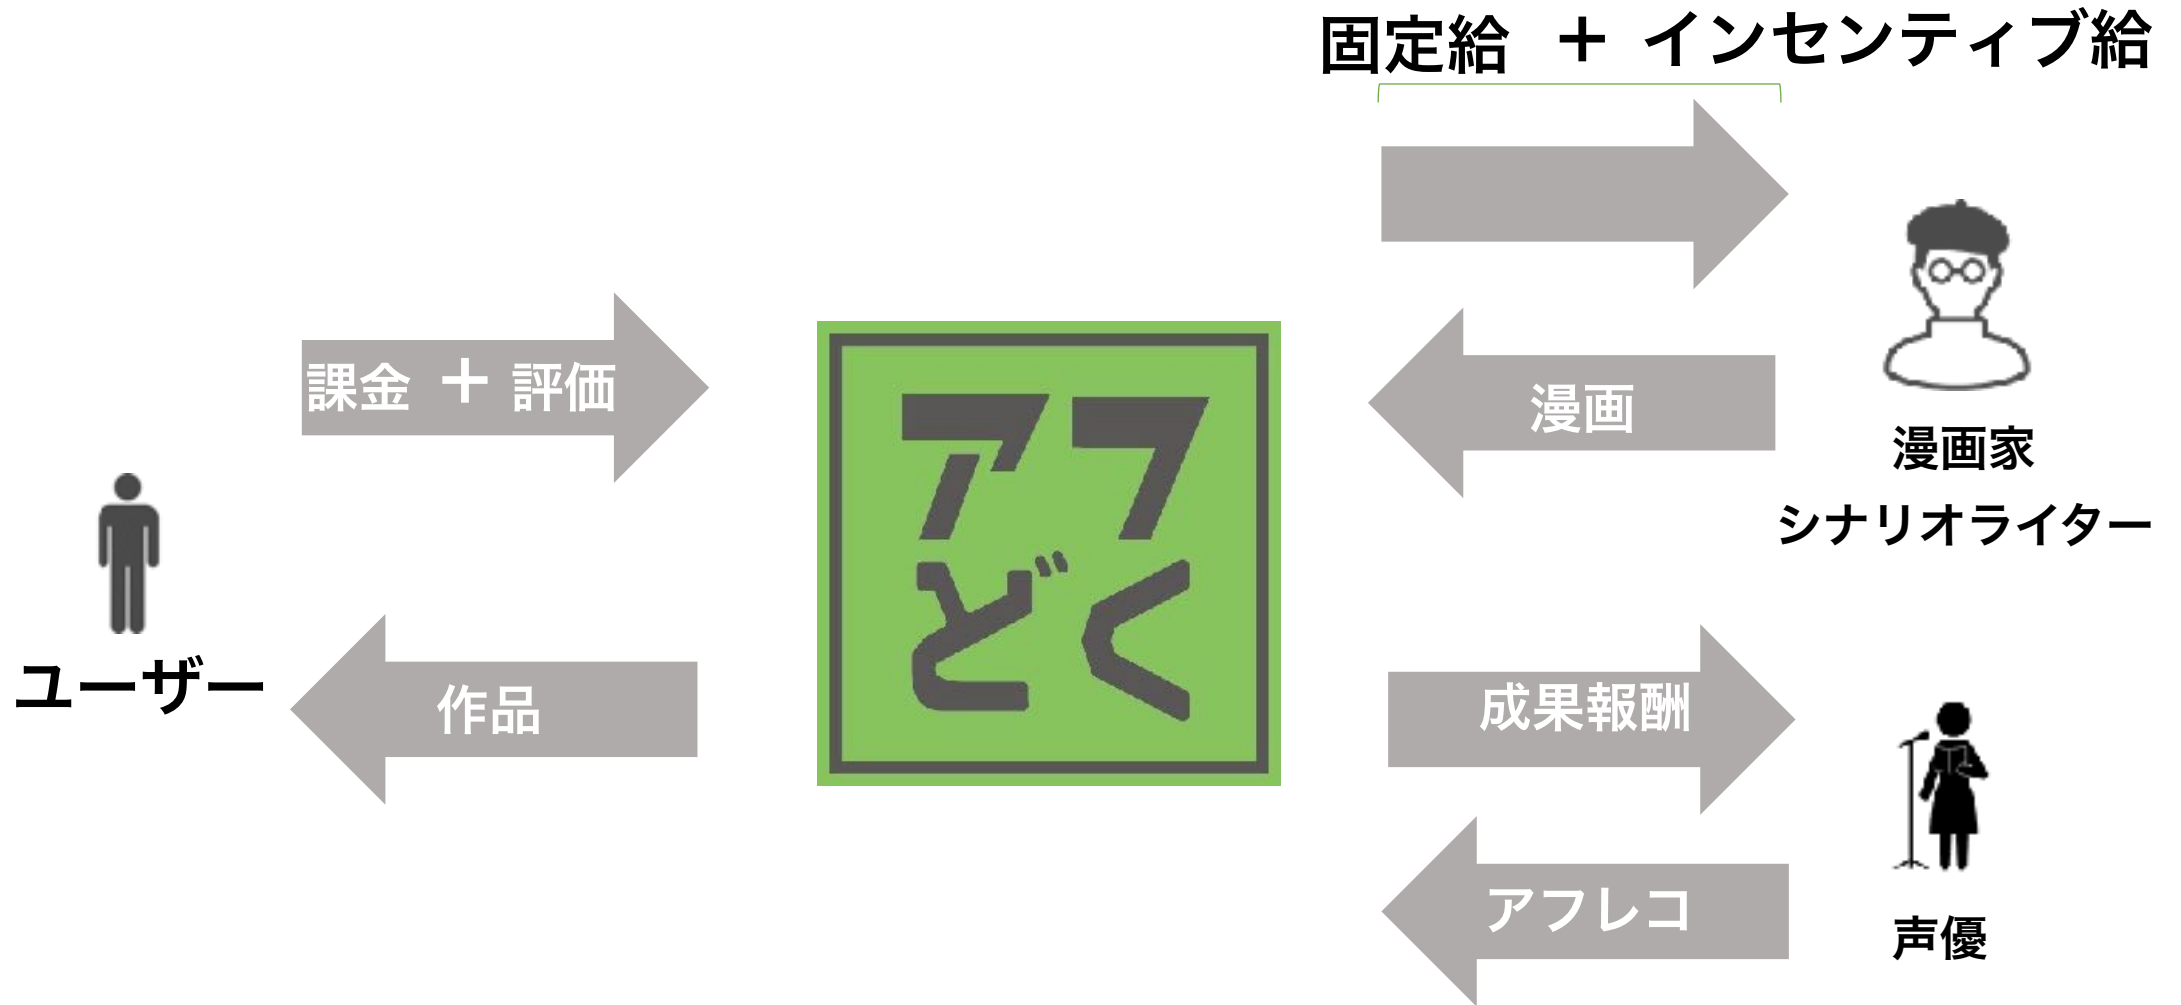 固定給 ＋ インセンティブ給
課金 ＋ 評価
アフ
どく
漫画
漫画家
シナリオライター
ユーザー
作品
成果報酬
アフレコ
声優